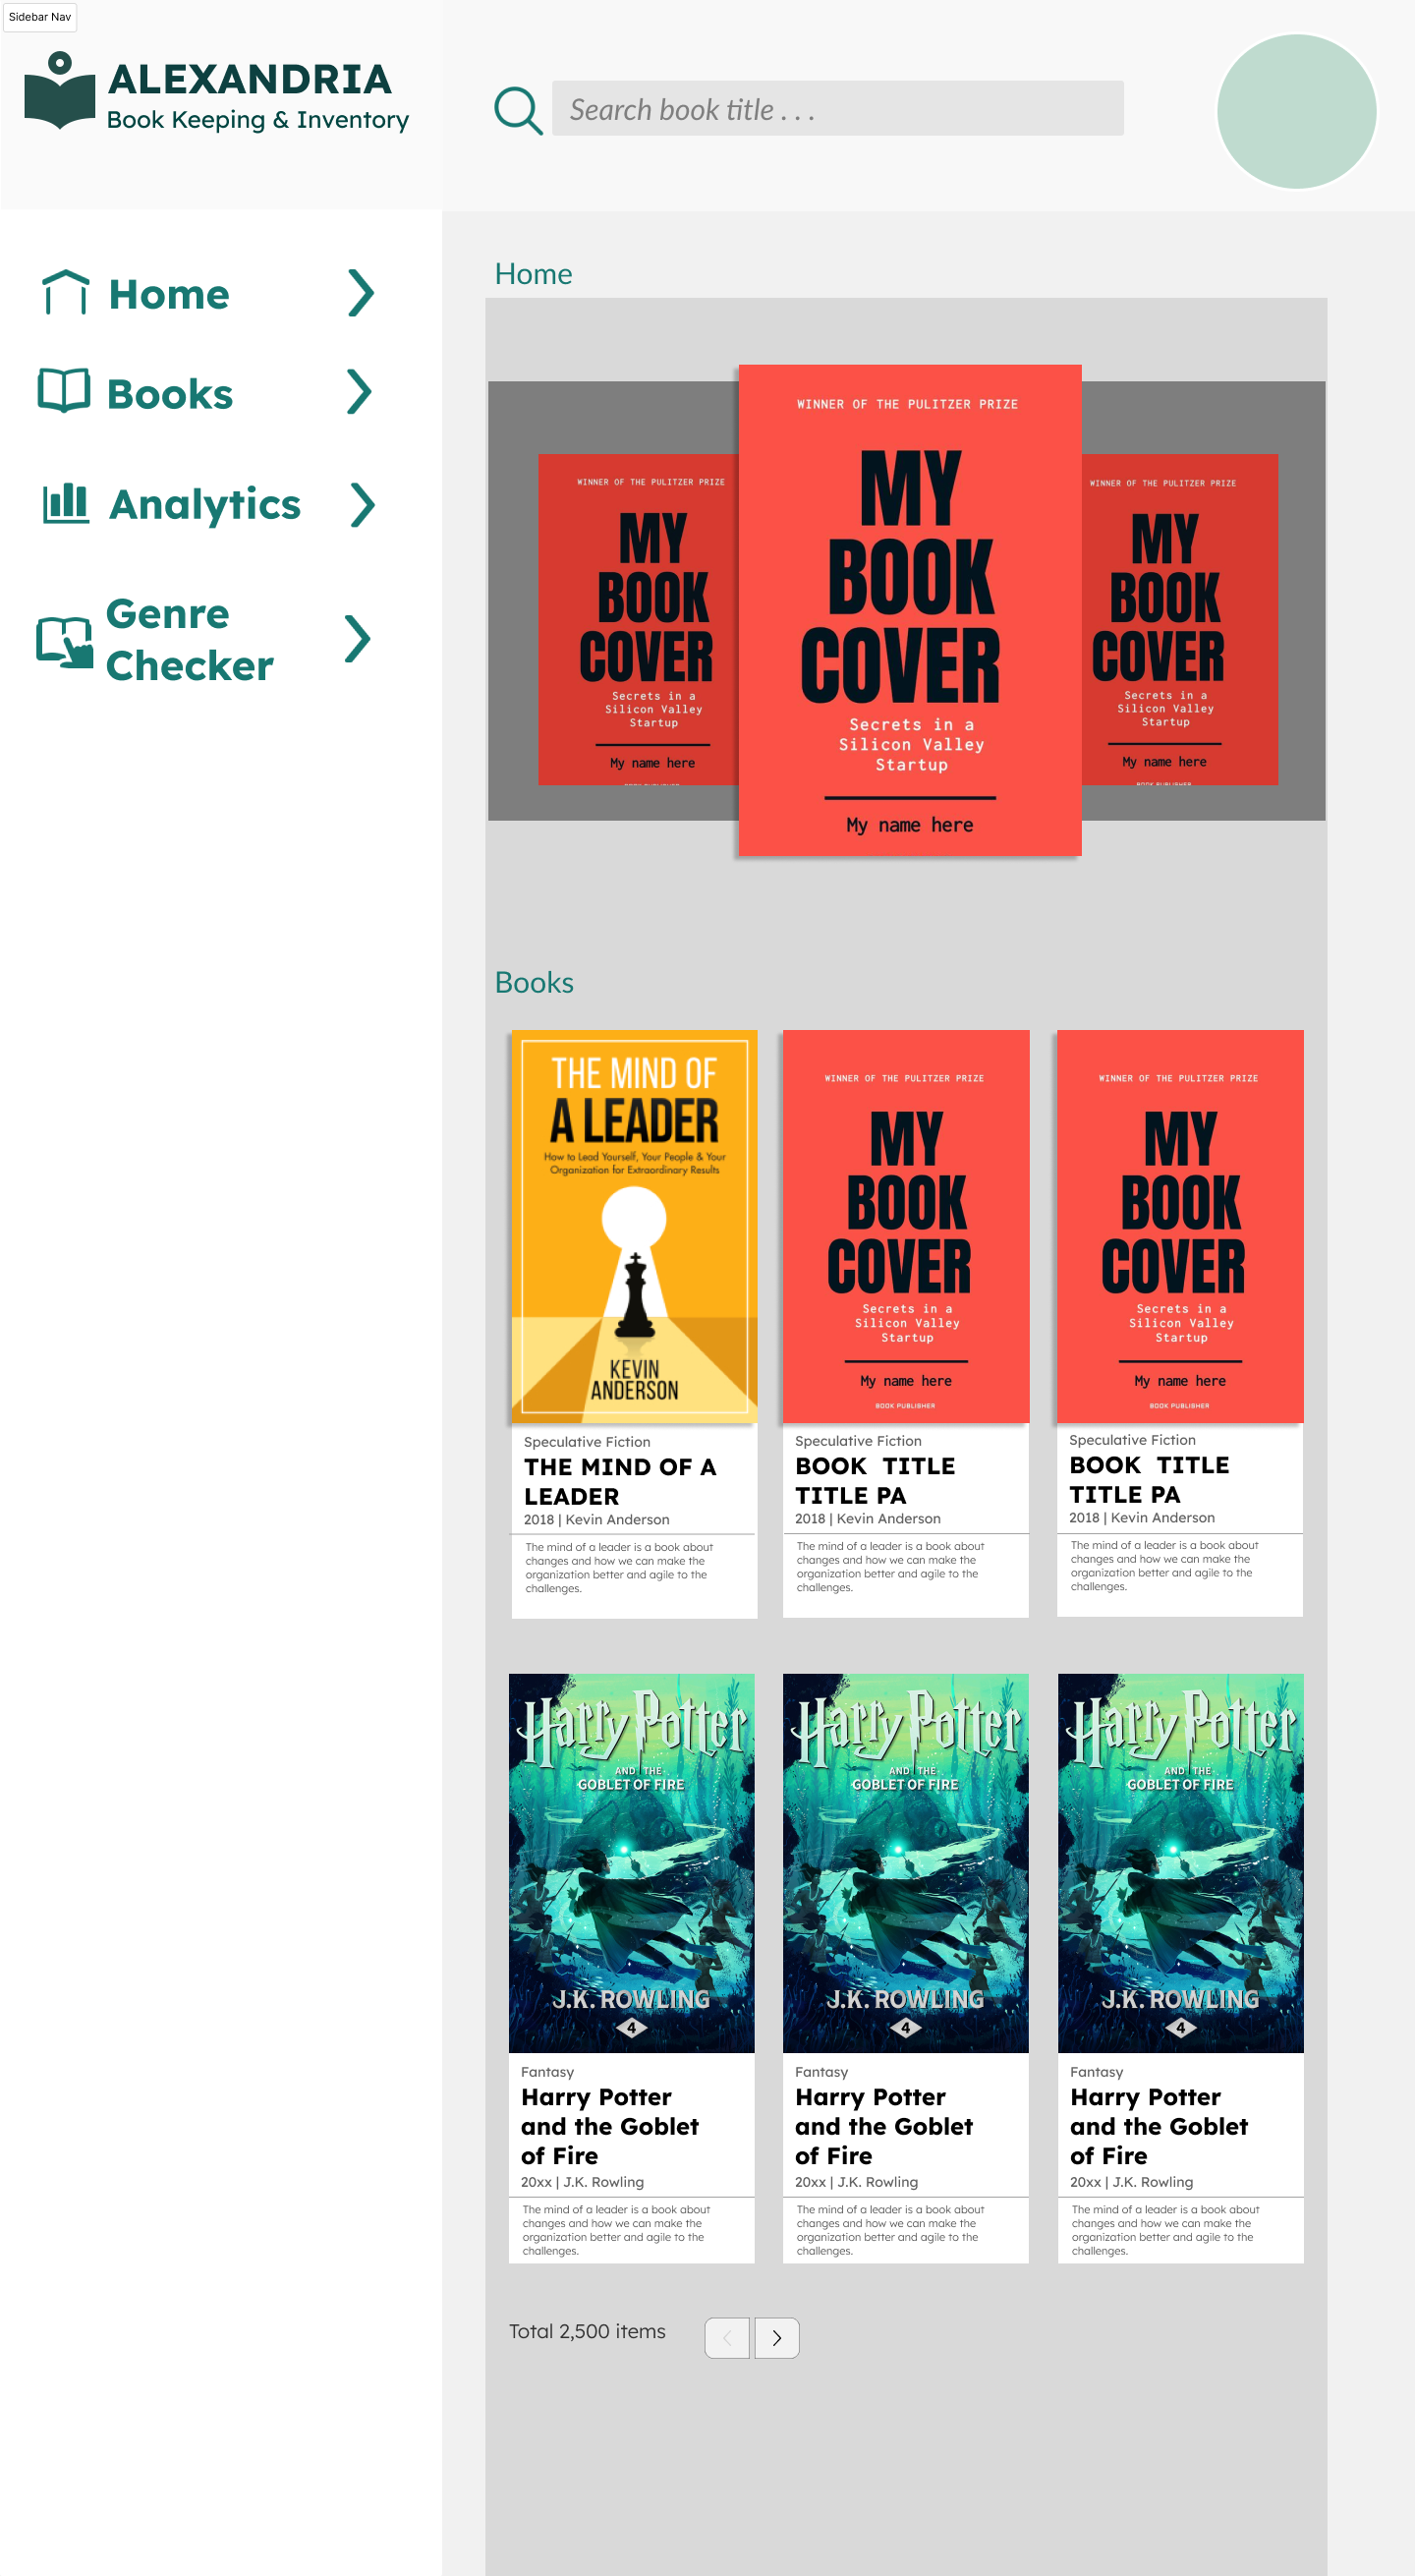 Sidebar Nav
ALEXANDRIA
Book Keeping & Inventory
Search book title . . .
Home
Books
Analytics
Genre
Checker
Home
WINNER OF THE PULITZER PRIZE
MY
BOOK
COVER
Secrets in a
Silicon Valley
Startup
My name here
BOOK PUBLISHER
WINNER OF THE PULITZER PRIZE
MY
BOOK
COVER
Secrets in a
Silicon Valley
Startup
My name here
WINNER OF THE PULITZER PRIZE
MY
BOOK
COVER
Secrets in a
Silicon Valley
Startup
My name here
BOOK PUBLISHER
Books
THE MIND OF
A LEADER
How to Lead Yourself, Your People & Your
Organization for Extraordinary Results
KEVIN
ANDERSON
Speculative Fiction
THE MIND OF A
LEADER
2018 | Kevin Anderson
The mind of a leader is a book about
changes and how we can make the
organization better and agile to the
challenges.
WINNER OF THE PULITZER PRIZE
MY
BOOK
COVER
Secrets in a
Silicon Valley
Startup
My name here
BOOK PUBLISHER
Speculative Fiction
BOOK  TITLE
TITLE PA
2018 | Kevin Anderson
The mind of a leader is a book about
changes and how we can make the
organization better and agile to the
challenges.
WINNER OF THE PULITZER PRIZE
MY
BOOK
COVER
Secrets in a
Silicon Valley
Startup
My name here
BOOK PUBLISHER
Speculative Fiction
BOOK  TITLE
TITLE PA
2018 | Kevin Anderson
The mind of a leader is a book about
changes and how we can make the
organization better and agile to the
challenges.
Harry Potter
AND THE
GOBLET OF FIRE
J.K. ROWLING
4
Fantasy
Harry Potter
and the Goblet
of Fire
20xx | J.K. Rowling
The mind of a leader is a book about
changes and how we can make the
organization better and agile to the
challenges.
Harry Potter
AND THE
GOBLET OF FIRE
J.K. ROWLING
4
Fantasy
Harry Potter
and the Goblet
of Fire
20xx | J.K. Rowling
The mind of a leader is a book about
changes and how we can make the
organization better and agile to the
challenges.
Harry Potter
AND THE
GOBLET OF FIRE
J.K. ROWLING
4
Fantasy
Harry Potter
and the Goblet
of Fire
20xx | J.K. Rowling
The mind of a leader is a book about
changes and how we can make the
organization better and agile to the
challenges.
Total 2,500 items